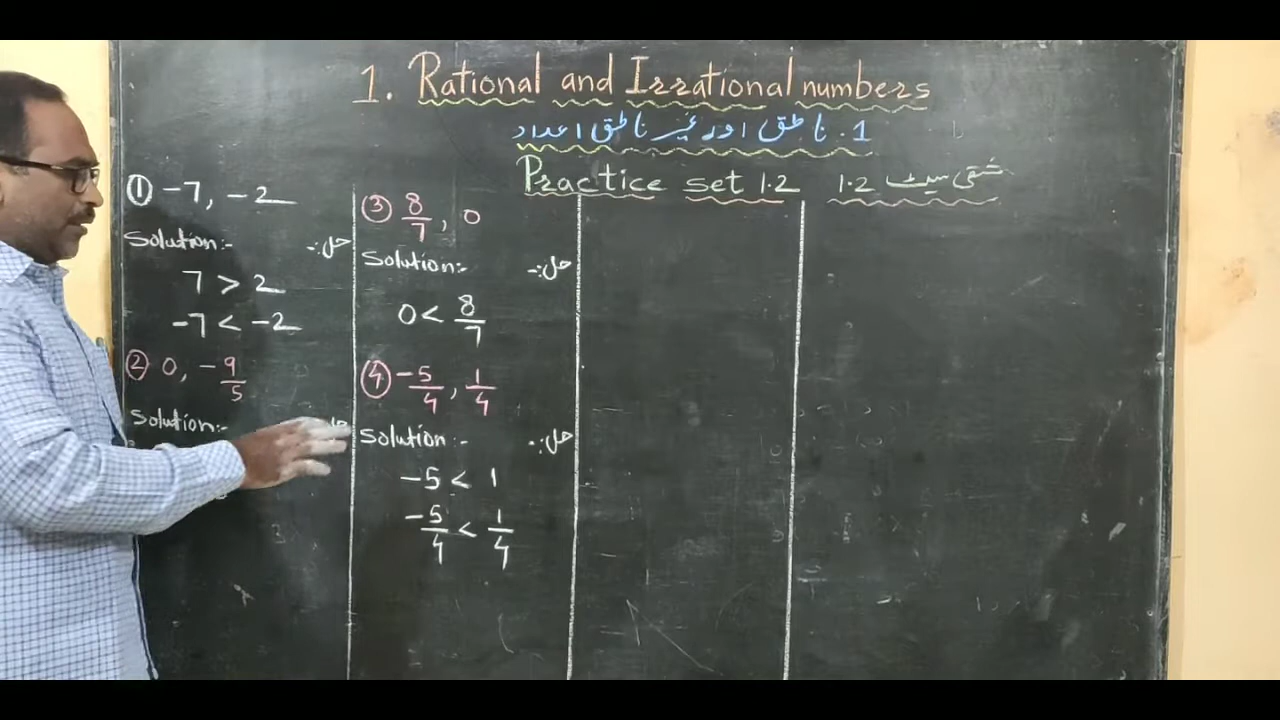 1. Rational and Irrational numbers
1. ناطق اور غیر ناطق اعداد
Practice set 1.2 مشقی سیٹ 1.2
① -7, -2
Solution:- حل:-
7 > 2
-7 < -2
② 0, -9/5
Solution:- حل
③ 8/7, 0
Solution:- حل:-
0 < 8/7
④ -5/4, 1/4
Solution:- حل:-
-5 < 1
-5/4 < 1/4